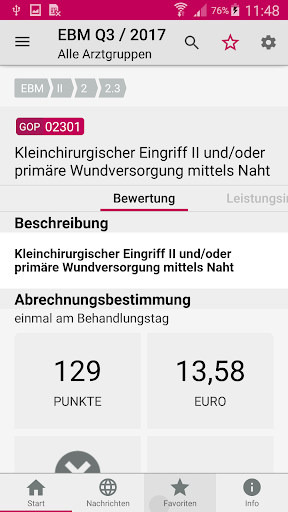 76% 11:48
EBM Q3 / 2017
Alle Arztgruppen
EBM II 2 2.3
GOP 02301
Kleinchirurgischer Eingriff II und/oder
primäre Wundversorgung mittels Naht
Bewertung Leistungsin
Beschreibung
Kleinchirurgischer Eingriff II und/oder
primäre Wundversorgung mittels Naht
Abrechnungsbestimmung
einmal am Behandlungstag
129 13,58
PUNKTE EURO
Start Nachrichten Favoriten Info